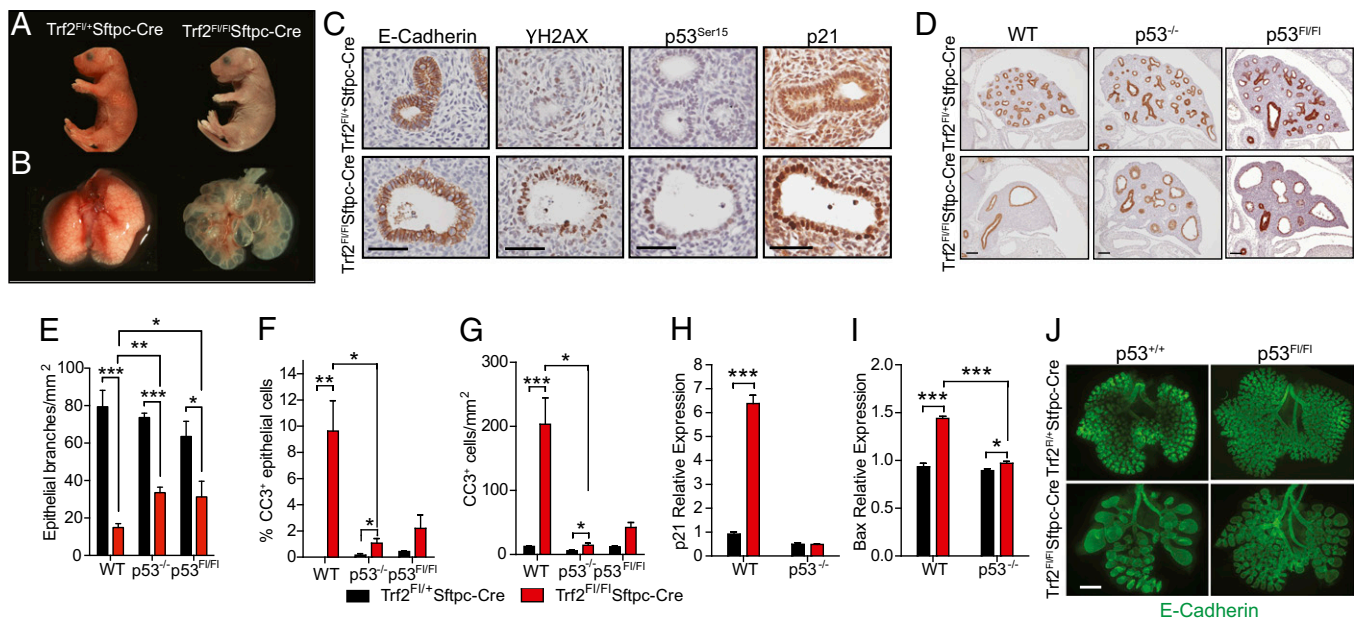 A
Trf2Fl/+Sftpc-Cre
Trf2Fl/FlSftpc-Cre
B
C
E-Cadherin
YH2AX
p53Ser15
p21
Trf2Fl/+Sftpc-Cre
Trf2Fl/FlSftpc-Cre
D
WT
p53-/-
p53Fl/Fl
Trf2Fl/+Sftpc-Cre
Trf2Fl/FlSftpc-Cre
E
Epithelial branches/mm2
100
80
60
40
20
0
***
**
*
***
*
WT
p53-/-
p53Fl/Fl
F
% CC3+ epithelial cells
14
12
10
8
6
4
2
0
**
*
*
WT
p53-/-
p53Fl/Fl
G
CC3+ cells/mm2
300
200
100
0
***
*
*
WT
p53-/-
p53Fl/Fl
H
p21 Relative Expression
8
7
6
5
4
3
2
1
0
***
WT
p53-/-
I
Bax Relative Expression
2.0
1.5
1.0
0.5
0.0
***
***
*
WT
p53-/-
Trf2Fl/+Sftpc-Cre
Trf2Fl/FlSftpc-Cre
J
p53+/+
p53Fl/Fl
Trf2Fl/+Stfpc-Cre
Trf2Fl/FlSftpc-Cre
E-Cadherin